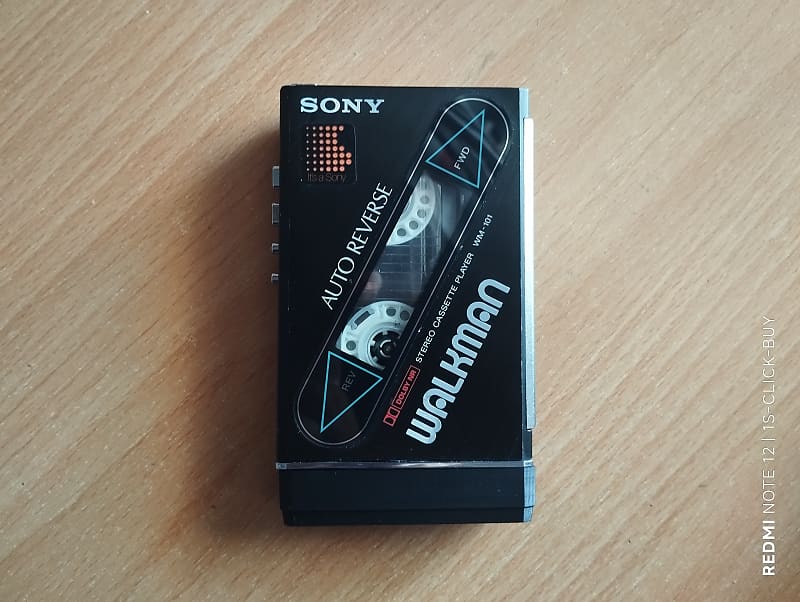 SONY
It's a Sony
AUTO REVERSE
FWD
REV
STEREO CASSETTE PLAYER WM-101
DOLBY NR
WALKMAN
REDMI NOTE 12 | 1S-CLICK-BUY